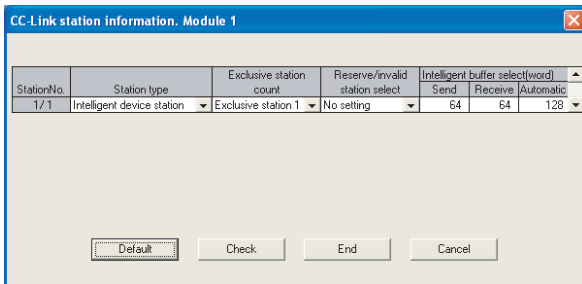 CC-Link station information. Module 1
Exclusive station Reserve/invalid Intelligent buffer select(word)
StationNo. Station type count station select Send Receive Automatic
1/ 1 Intelligent device station Exclusive station 1 No setting 64 64 128
Default Check End Cancel